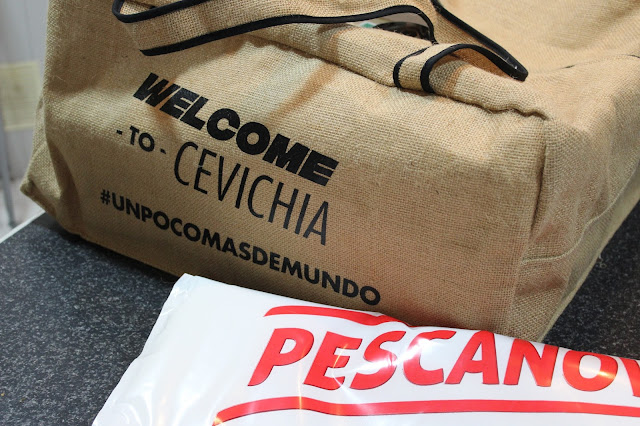 WELCOME
- TO - CEVICHIA
#UNPOCOMASDEMUNDO
PESCANOV